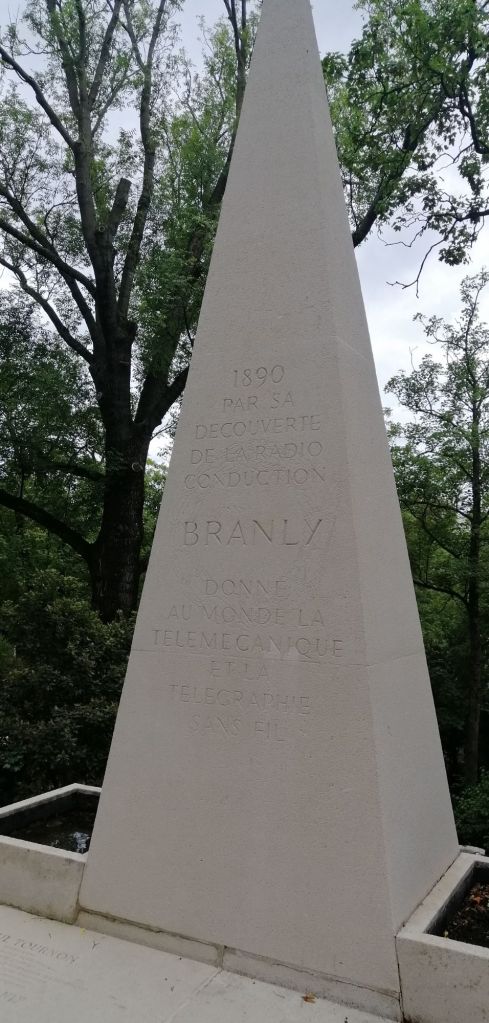 1890
PAR SA
DECOUVERTE
DE LA RADIO
CONDUCTION
BRANLY
DONNE
AU MONDE LA
TELEMECANIQUE
ET LA
TELEGRAPHIE
SANS FIL
TOURNON